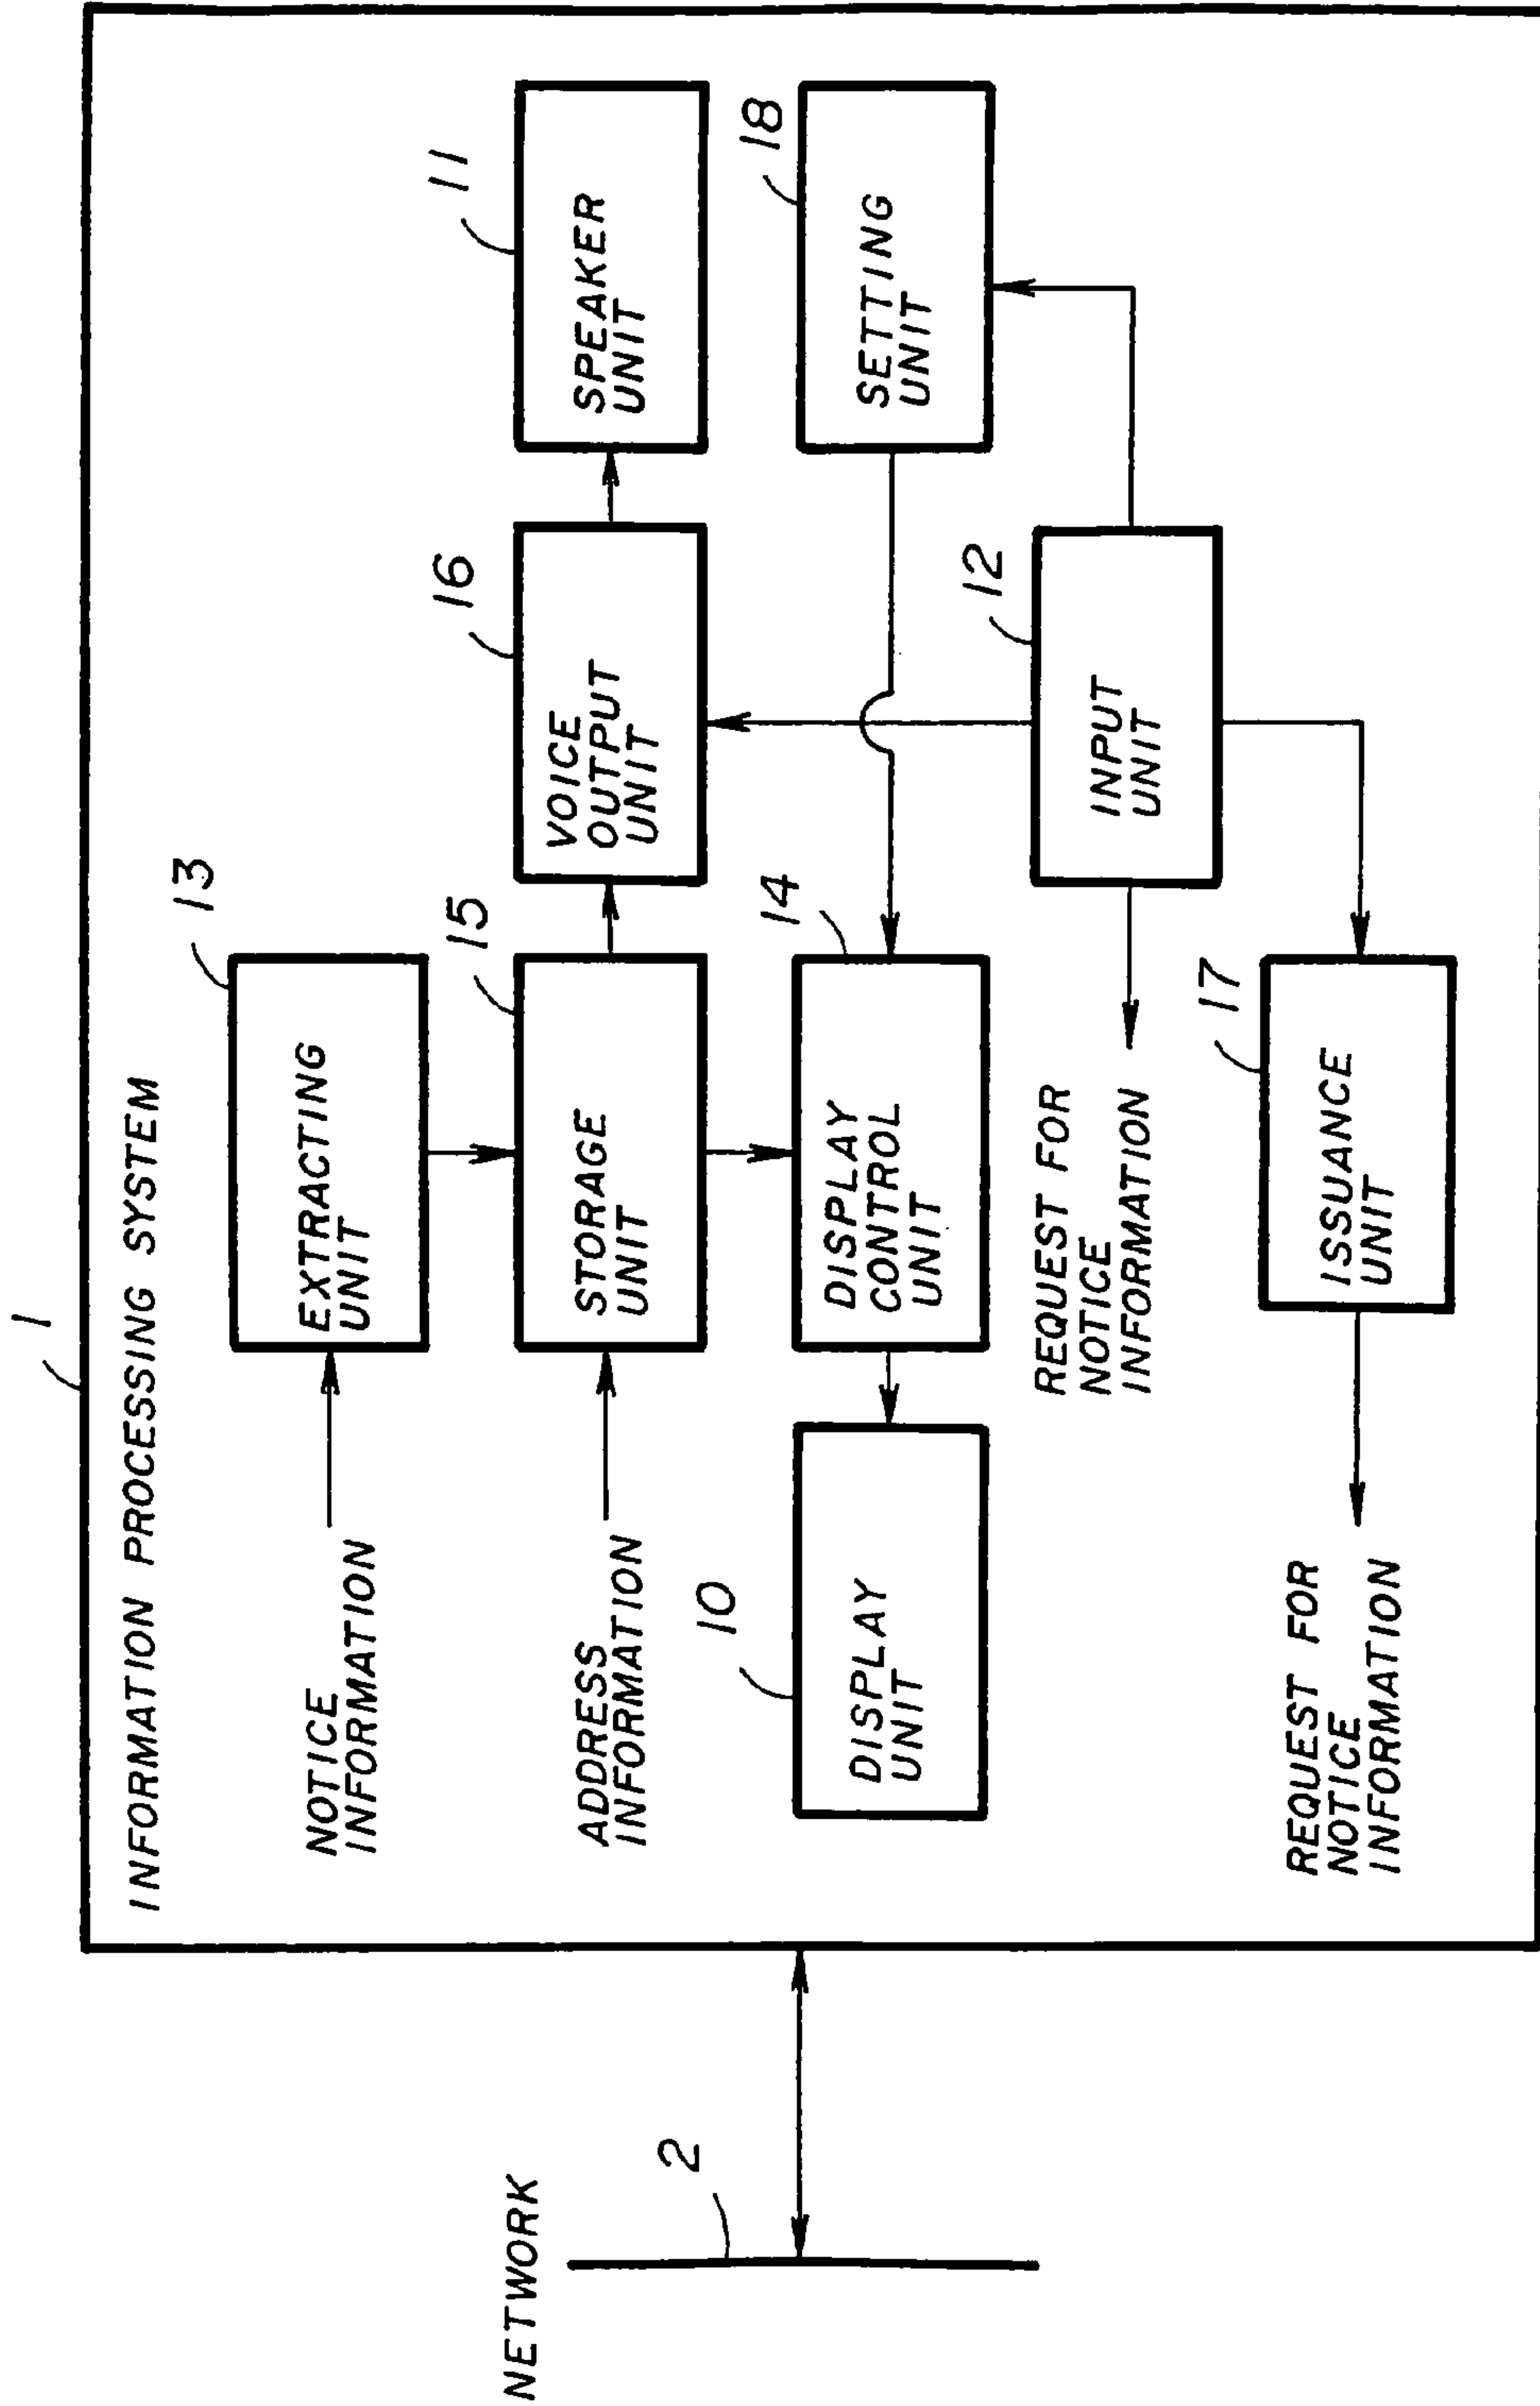 1
INFORMATION PROCESSING SYSTEM
NETWORK
2
NOTICE
INFORMATION
13
EXTRACTING
UNIT
ADDRESS
INFORMATION
15
STORAGE
UNIT
16
VOICE
OUTPUT
UNIT
11
SPEAKER
UNIT
10
DISPLAY
UNIT
14
DISPLAY
CONTROL
UNIT
18
SETTING
UNIT
REQUEST FOR
NOTICE
INFORMATION
12
INPUT
UNIT
REQUEST FOR
NOTICE
INFORMATION
17
ISSUANCE
UNIT